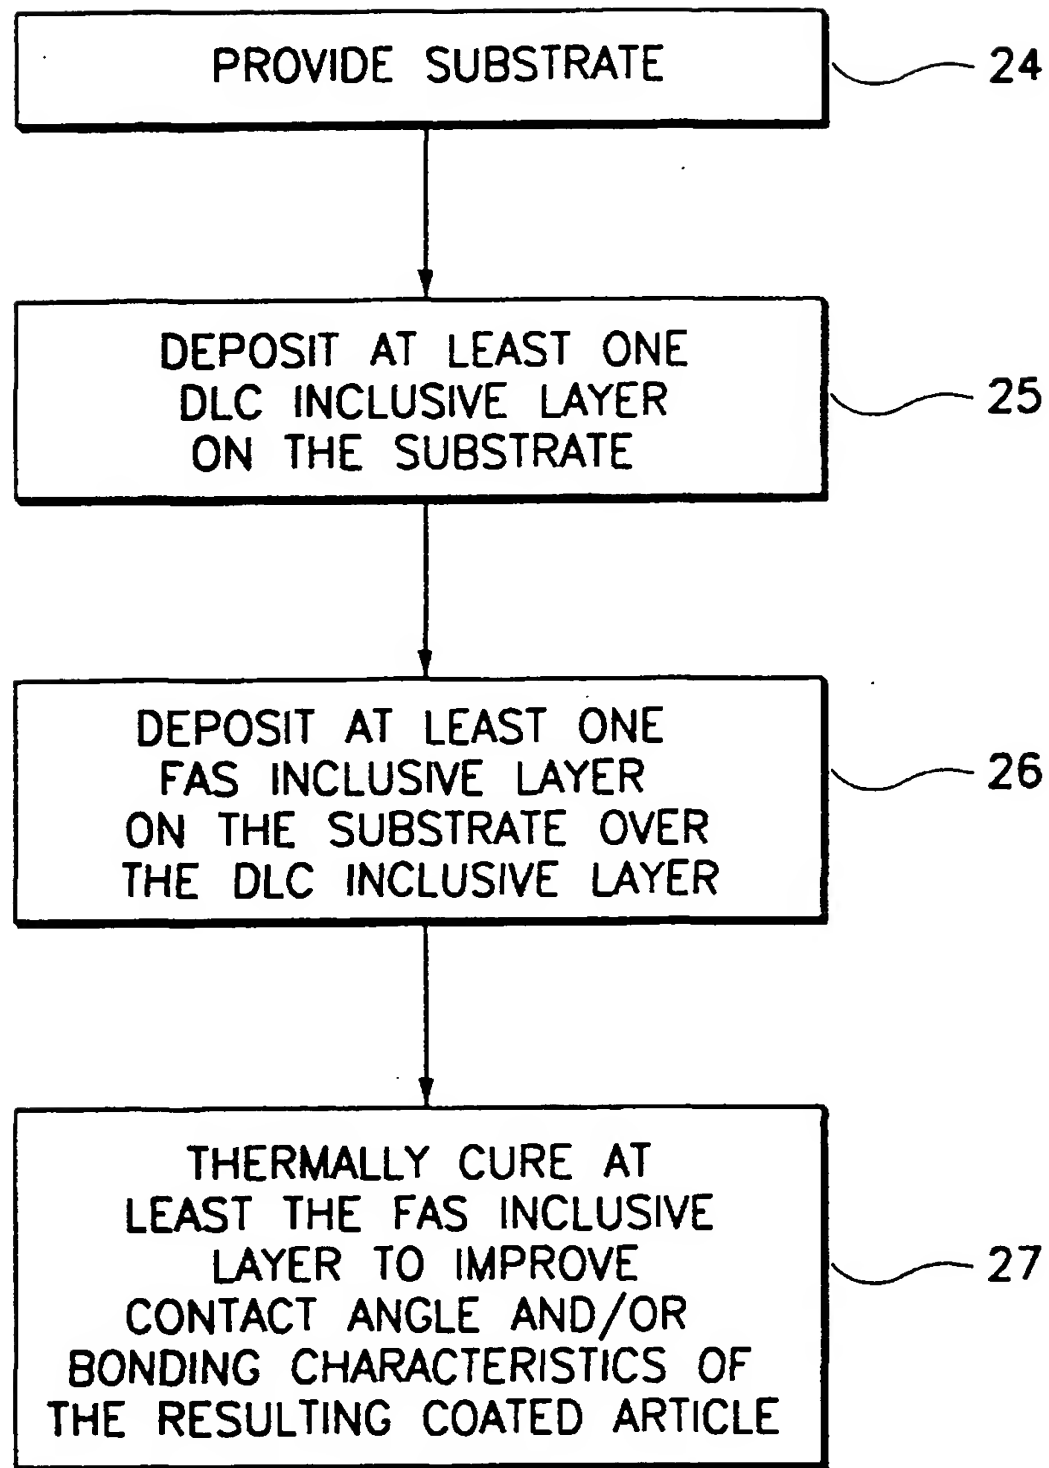 PROVIDE SUBSTRATE
24
DEPOSIT AT LEAST ONE
DLC INCLUSIVE LAYER
ON THE SUBSTRATE
25
DEPOSIT AT LEAST ONE
FAS INCLUSIVE LAYER
ON THE SUBSTRATE OVER
THE DLC INCLUSIVE LAYER
26
THERMALLY CURE AT
LEAST THE FAS INCLUSIVE
LAYER TO IMPROVE
CONTACT ANGLE AND/OR
BONDING CHARACTERISTICS OF
THE RESULTING COATED ARTICLE
27